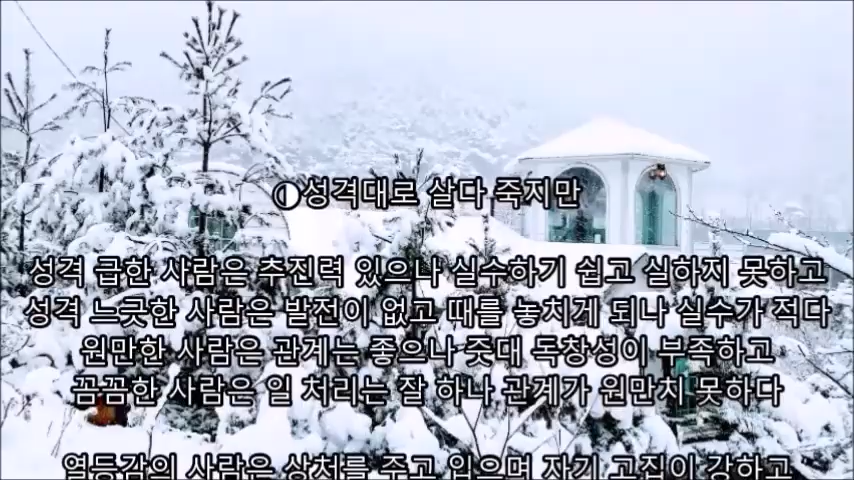 ◑성격대로 살다 죽지만
성격 급한 사람은 추진력 있으나 실수하기 쉽고 실하지 못하고
성격 느긋한 사람은 발전이 없고 때를 놓치게 되나 실수가 적다
원만한 사람은 관계는 좋으나 줏대 독창성이 부족하고
꼼꼼한 사람은 일 처리는 잘 하나 관계가 원만치 못하다
열등감의 사람은 상처를 주고 입으며 자기 고집이 강하고